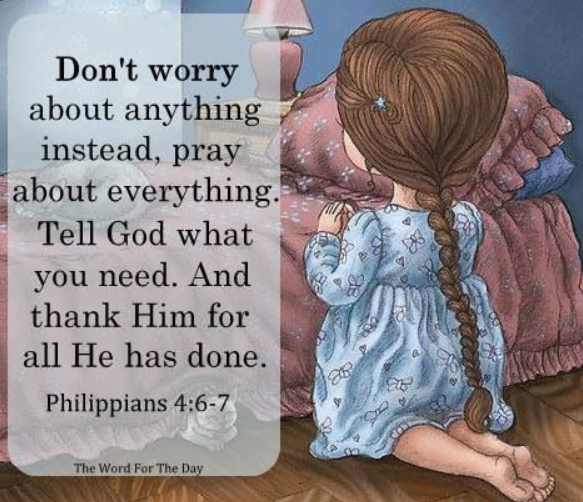 Don't worry
about anything
instead, pray
about everything.
Tell God what
you need. And
thank Him for
all He has done.
Philippians 4:6-7
The Word For The Day